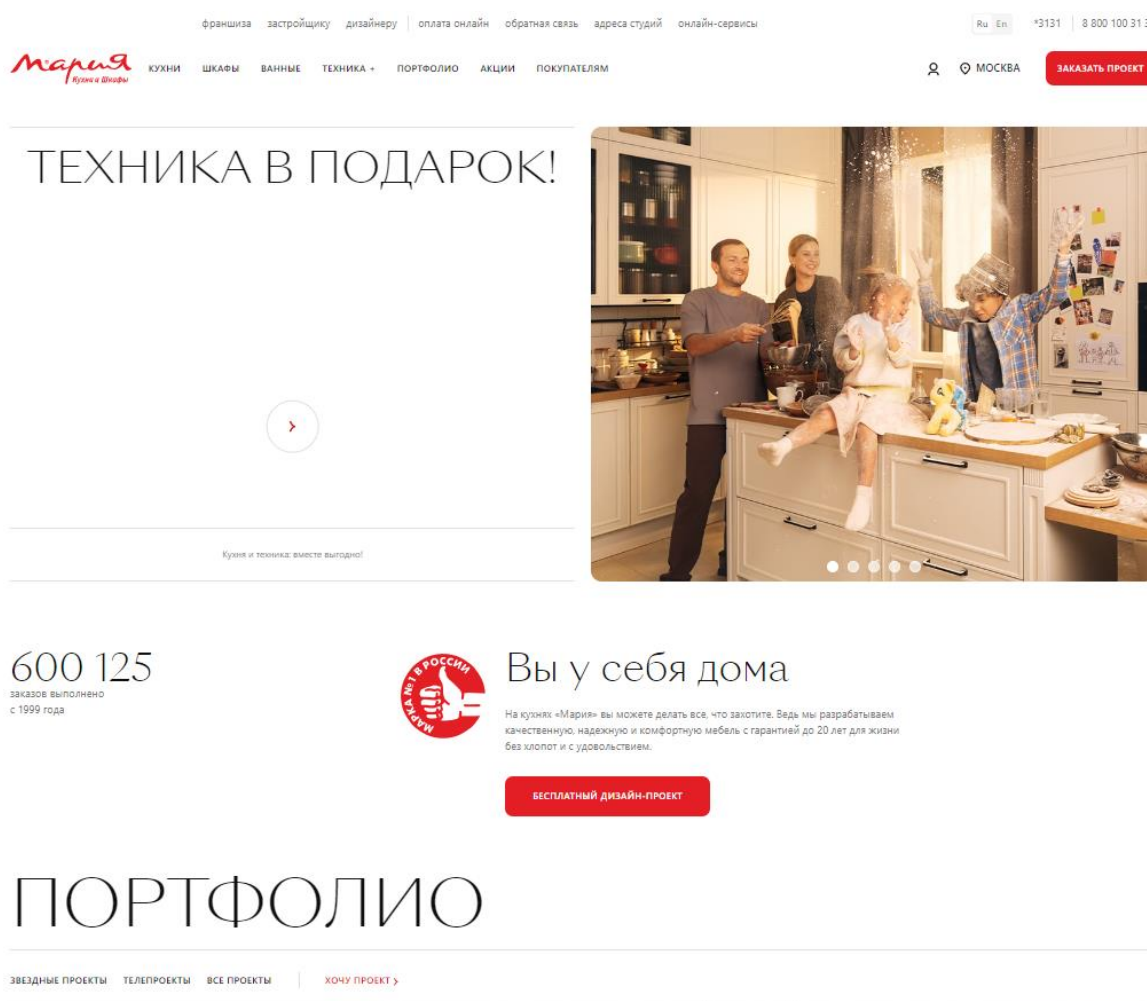 франшиза застройщику дизайнеру оплата онлайн обратная связь адреса студий онлайн-сервисы Ru En *3131 8 800 100 31 3
Мария
Кухни и Шкафы
КУХНИ ШКАФЫ ВАННЫЕ ТЕХНИКА + ПОРТФОЛИО АКЦИИ ПОКУПАТЕЛЯМ МОСКВА ЗАКАЗАТЬ ПРОЕКТ
ТЕХНИКА В ПОДАРОК!
Кухня и техника: вместе выгодно!
600 125
заказов выполнено
с 1999 года
МАРКА №1 В РОССИИ
Вы у себя дома
На кухнях «Мария» вы можете делать все, что захотите. Ведь мы разрабатываем
качественную, надежную и комфортную мебель с гарантией до 20 лет для жизни
без хлопот и с удовольствием.
БЕСПЛАТНЫЙ ДИЗАЙН-ПРОЕКТ
ПОРТФОЛИО
ЗВЕЗДНЫЕ ПРОЕКТЫ ТЕЛЕПРОЕКТЫ ВСЕ ПРОЕКТЫ ХОЧУ ПРОЕКТ